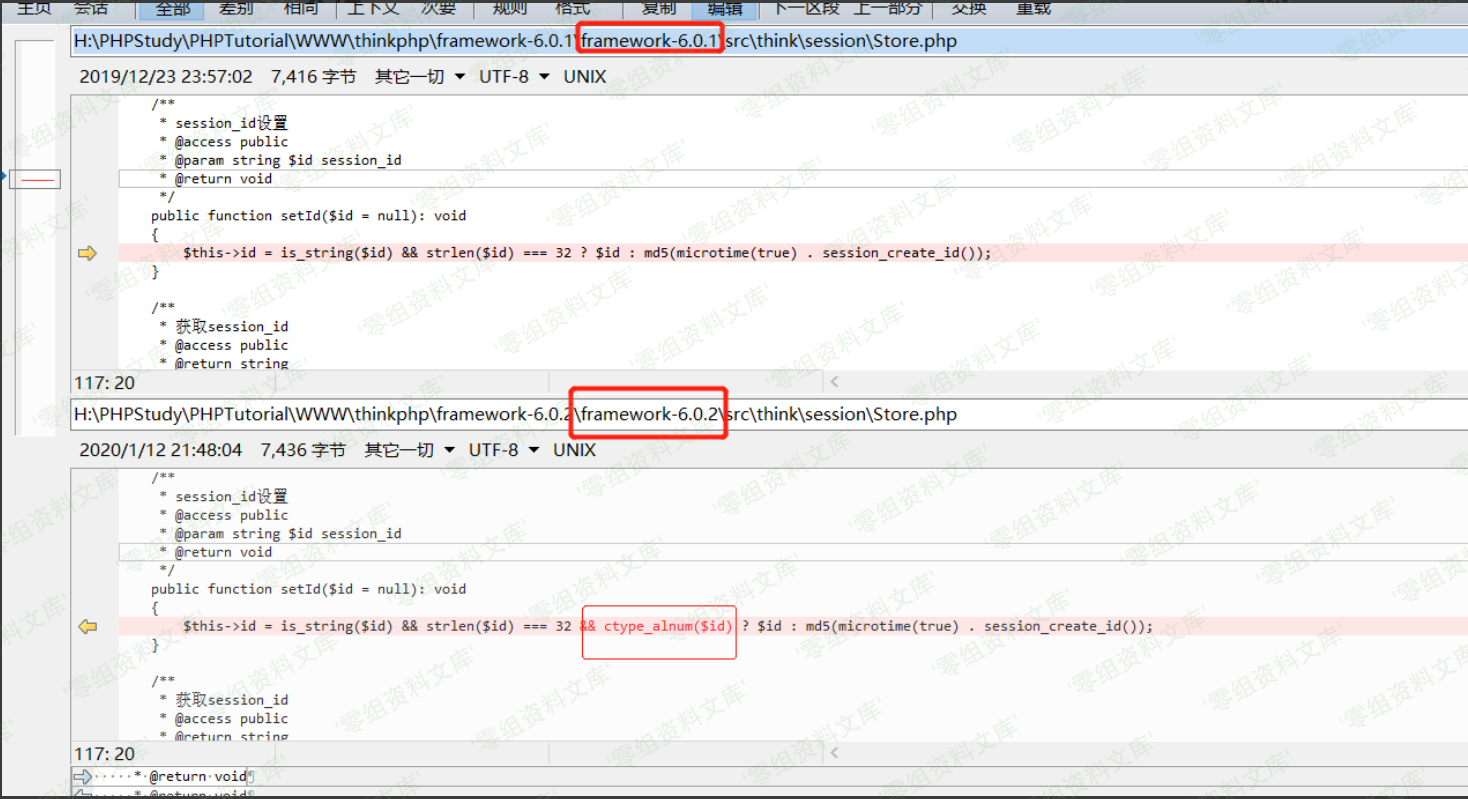 主页 会话 全部 差别 相同 上下文 次要 规则 格式 复制 编辑 下一区段 上一部分 交换 重载
H:\PHPStudy\PHPTutorial\WWW\thinkphp\framework-6.0.1\framework-6.0.1\src\think\session\Store.php
2019/12/23 23:57:02 7,416 字节 其它一切 UTF-8 UNIX
/**
* session_id设置
* @access public
* @param string $id session_id
* @return void
*/
public function setId($id = null): void
{
$this->id = is_string($id) && strlen($id) === 32 ? $id : md5(microtime(true) . session_create_id());
}
/**
* 获取session_id
* @access public
* @return string
117: 20
H:\PHPStudy\PHPTutorial\WWW\thinkphp\framework-6.0.2\framework-6.0.2\src\think\session\Store.php
2020/1/12 21:48:04 7,436 字节 其它一切 UTF-8 UNIX
/**
* session_id设置
* @access public
* @param string $id session_id
* @return void
*/
public function setId($id = null): void
{
$this->id = is_string($id) && strlen($id) === 32 && ctype_alnum($id) ? $id : md5(microtime(true) . session_create_id());
}
/**
* 获取session_id
* @access public
* @return string
117: 20
·····*·@return·void¶
·····*·@return·void¶
'零组资料文库'